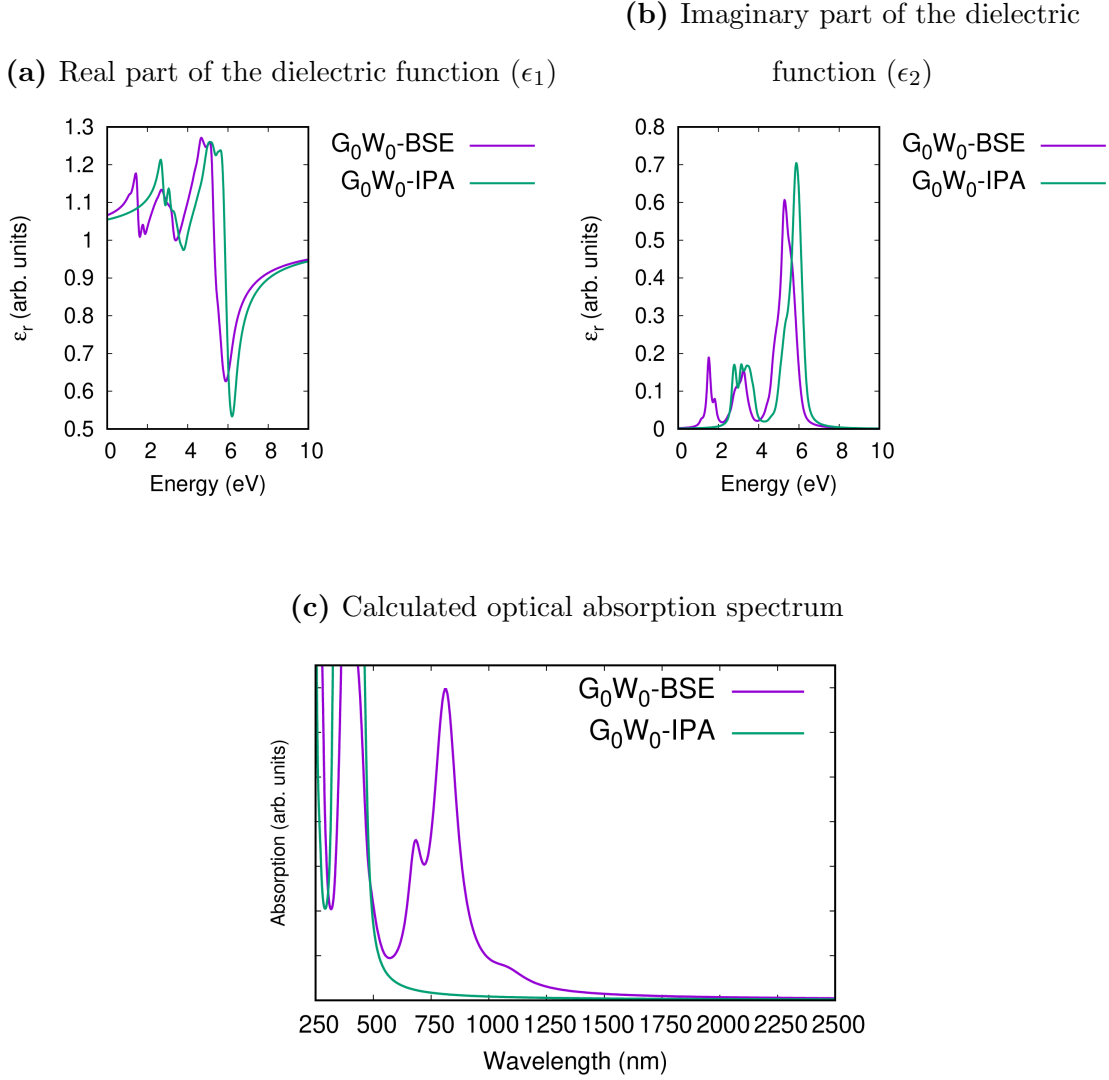 (a) Real part of the dielectric function (ϵ₁)
1.3
1.2
1.1
1
0.9
0.8
0.7
0.6
0.5
εr (arb. units)
0 2 4 6 8 10
Energy (eV)
G₀W₀-BSE
G₀W₀-IPA
(b) Imaginary part of the dielectric
function (ϵ₂)
0.8
0.7
0.6
0.5
0.4
0.3
0.2
0.1
0
εr (arb. units)
0 2 4 6 8 10
Energy (eV)
G₀W₀-BSE
G₀W₀-IPA
(c) Calculated optical absorption spectrum
Absorption (arb. units)
G₀W₀-BSE
G₀W₀-IPA
250 500 750 1000 1250 1500 1750 2000 2250 2500
Wavelength (nm)